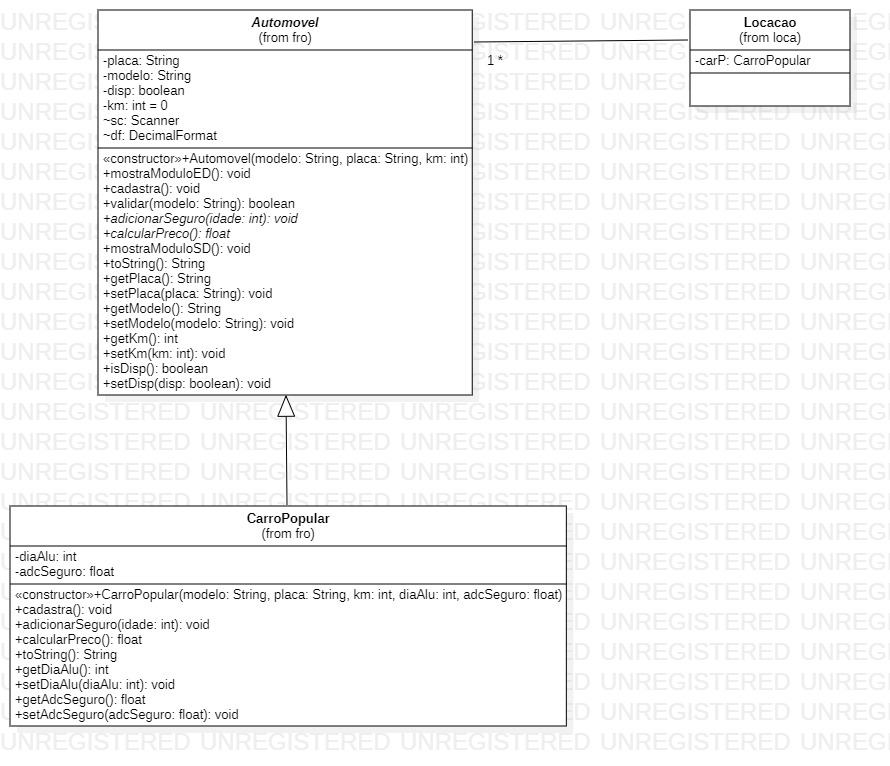 Automovel
(from fro)
-placa: String
-modelo: String
-disp: boolean
-km: int = 0
~sc: Scanner
~df: DecimalFormat
«constructor»+Automovel(modelo: String, placa: String, km: int)
+mostraModuloED(): void
+cadastra(): void
+validar(modelo: String): boolean
+adicionarSeguro(idade: int): void
+calcularPreco(): float
+mostraModuloSD(): void
+toString(): String
+getPlaca(): String
+setPlaca(placa: String): void
+getModelo(): String
+setModelo(modelo: String): void
+getKm(): int
+setKm(km: int): void
+isDisp(): boolean
+setDisp(disp: boolean): void
1 *
Locacao
(from loca)
-carP: CarroPopular
CarroPopular
(from fro)
-diaAlu: int
-adcSeguro: float
«constructor»+CarroPopular(modelo: String, placa: String, km: int, diaAlu: int, adcSeguro: float)
+cadastra(): void
+adicionarSeguro(idade: int): void
+calcularPreco(): float
+toString(): String
+getDiaAlu(): int
+setDiaAlu(diaAlu: int): void
+getAdcSeguro(): float
+setAdcSeguro(adcSeguro: float): void
UNREGISTERED UNREGISTERED UNREGISTERED UNREGISTERED UNREGISTERED